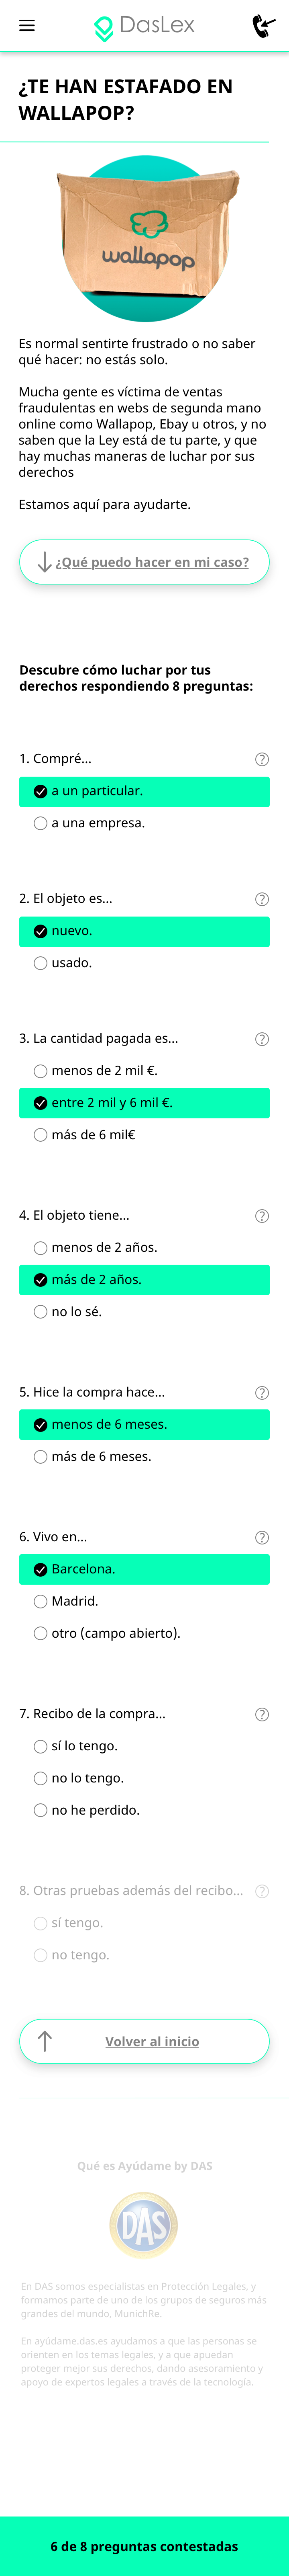 DasLex
¿TE HAN ESTAFADO EN
WALLAPOP?
wallapop
Es normal sentirte frustrado o no saber
qué hacer: no estás solo.
Mucha gente es víctima de ventas
fraudulentas en webs de segunda mano
online como Wallapop, Ebay u otros, y no
saben que la Ley está de tu parte, y que
hay muchas maneras de luchar por sus
derechos
Estamos aquí para ayudarte.
¿Qué puedo hacer en mi caso?
Descubre cómo luchar por tus
derechos respondiendo 8 preguntas:
1. Compré... ?
a un particular.
a una empresa.
2. El objeto es... ?
nuevo.
usado.
3. La cantidad pagada es... ?
menos de 2 mil €.
entre 2 mil y 6 mil €.
más de 6 mil€
4. El objeto tiene... ?
menos de 2 años.
más de 2 años.
no lo sé.
5. Hice la compra hace... ?
menos de 6 meses.
más de 6 meses.
6. Vivo en... ?
Barcelona.
Madrid.
otro (campo abierto).
7. Recibo de la compra... ?
sí lo tengo.
no lo tengo.
no he perdido.
8. Otras pruebas además del recibo... ?
sí tengo.
no tengo.
Volver al inicio
Qué es Ayúdame by DAS
DAS
En DAS somos especialistas en Protección Legales, y
formamos parte de uno de los grupos de seguros más
grandes del mundo, MunichRe.
En ayúdame.das.es ayudamos a que las personas se
orienten en los temas legales, y a que apuedan
proteger mejor sus derechos, dando asesoramiento y
apoyo de expertos legales a través de la tecnología.
6 de 8 preguntas contestadas